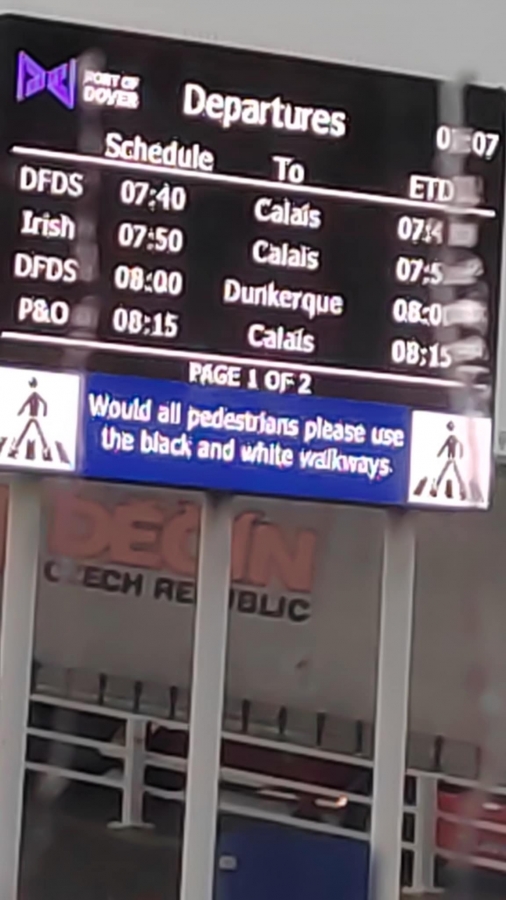 PORT OF
DOVER
Departures
Schedule To ETD
DFDS 07:40 Calais
Irish 07:50 Calais
DFDS 08:00 Dunkerque
P&O 08:15 Calais 08:15
PAGE 1 OF 2
Would all pedestrians please use
the black and white walkways.
DĚČÍN
CZECH REPUBLIC